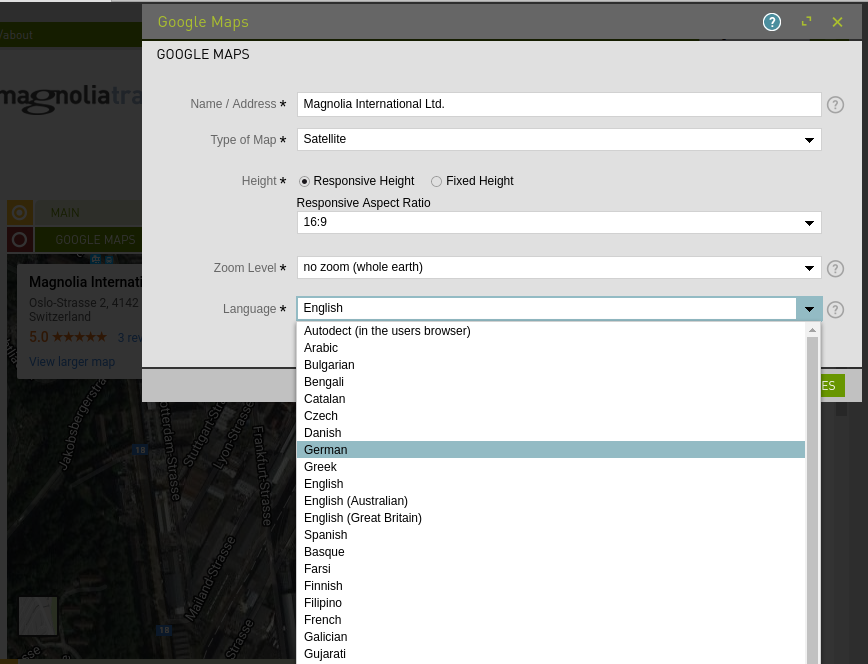 Google Maps
?
/about
GOOGLE MAPS
magnoliatra
Name / Address *
Magnolia International Ltd.
?
Type of Map *
Satellite
Height *
Responsive Height
Fixed Height
Responsive Aspect Ratio
16:9
MAIN
GOOGLE MAPS
Zoom Level *
no zoom (whole earth)
?
Magnolia Internati
Oslo-Strasse 2, 4142
Switzerland
5.0 ★★★★★ 3 rev
View larger map
Language *
English
?
Autodect (in the users browser)
Arabic
Bulgarian
Bengali
Catalan
Czech
Danish
German
Greek
English
English (Australian)
English (Great Britain)
Spanish
Basque
Farsi
Finnish
Filipino
French
Galician
Gujarati
ES
Jakobsbergerstra
Rotterdam-Strasse
Stuttgart-Str
Lyon-Strasse
Frankfurt-Strasse
Mailand-Strasse
Strasse
sse
18
18